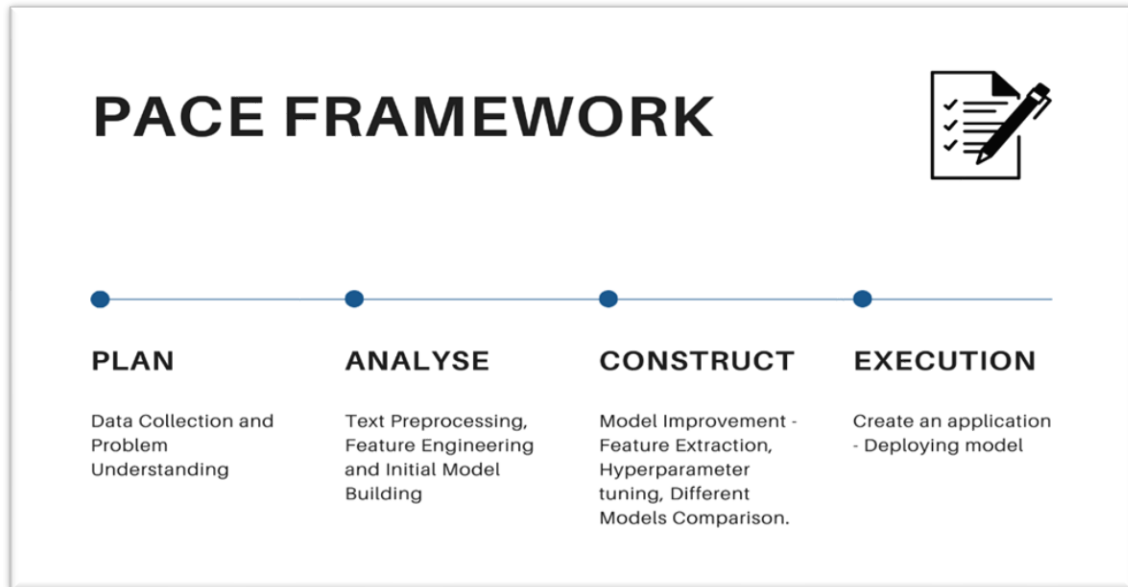 PACE FRAMEWORK
PLAN
Data Collection and
Problem
Understanding
ANALYSE
Text Preprocessing,
Feature Engineering
and Initial Model
Building
CONSTRUCT
Model Improvement -
Feature Extraction,
Hyperparameter
tuning, Different
Models Comparison.
EXECUTION
Create an application
- Deploying model